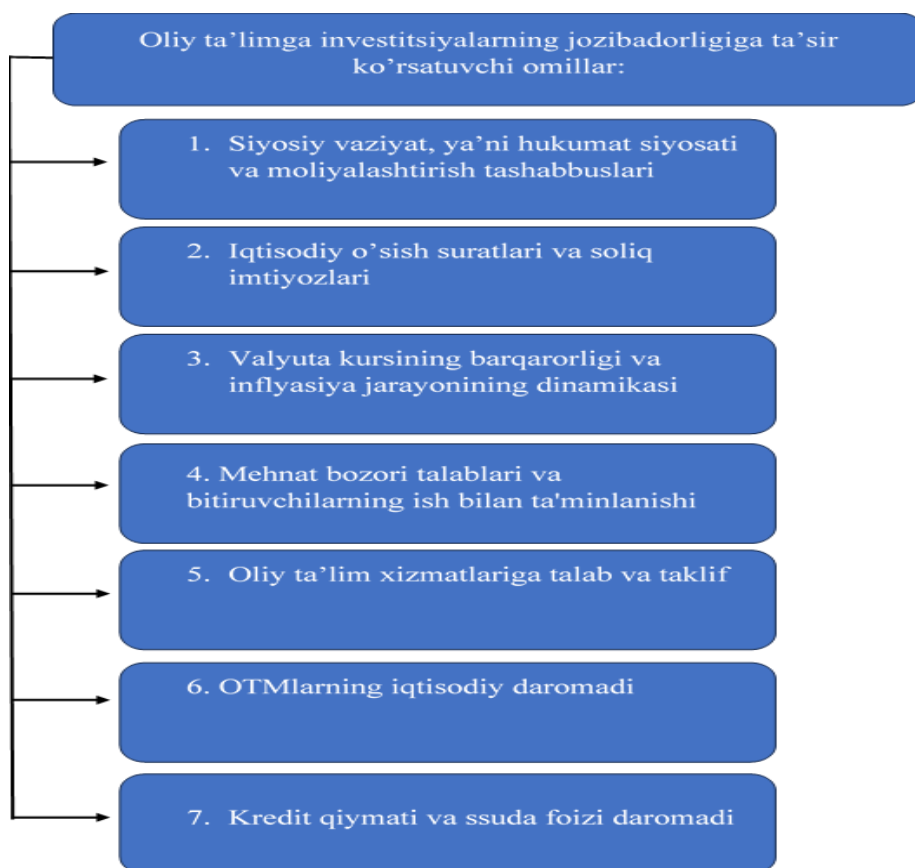 Oliy ta’limga investitsiyalarning jozibadorligiga ta’sir
ko’rsatuvchi omillar:
1. Siyosiy vaziyat, ya’ni hukumat siyosati
va moliyalashtirish tashabbuslari
2. Iqtisodiy o’sish suratlari va soliq
imtiyozlari
3. Valyuta kursining barqarorligi va
inflyasiya jarayonining dinamikasi
4. Mehnat bozori talablari va
bitiruvchilarning ish bilan ta'minlanishi
5. Oliy ta’lim xizmatlariga talab va taklif
6. OTMlarning iqtisodiy daromadi
7. Kredit qiymati va ssuda foizi daromadi